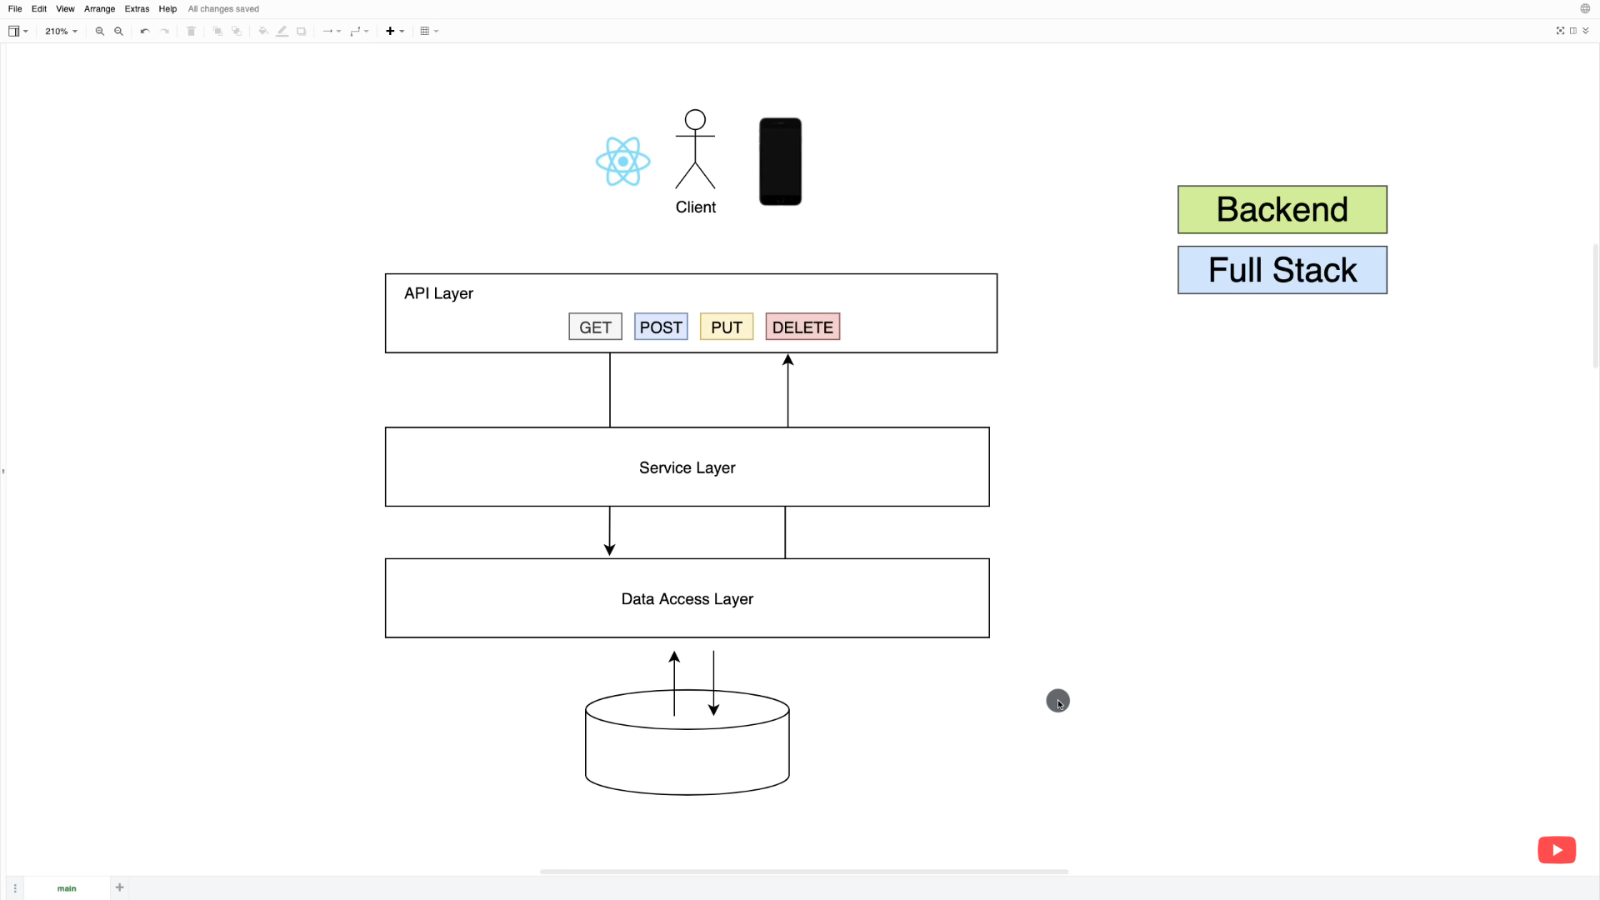 File Edit View Arrange Extras Help All changes saved
210%
Client
Backend
Full Stack
API Layer
GET POST PUT DELETE
Service Layer
Data Access Layer
main